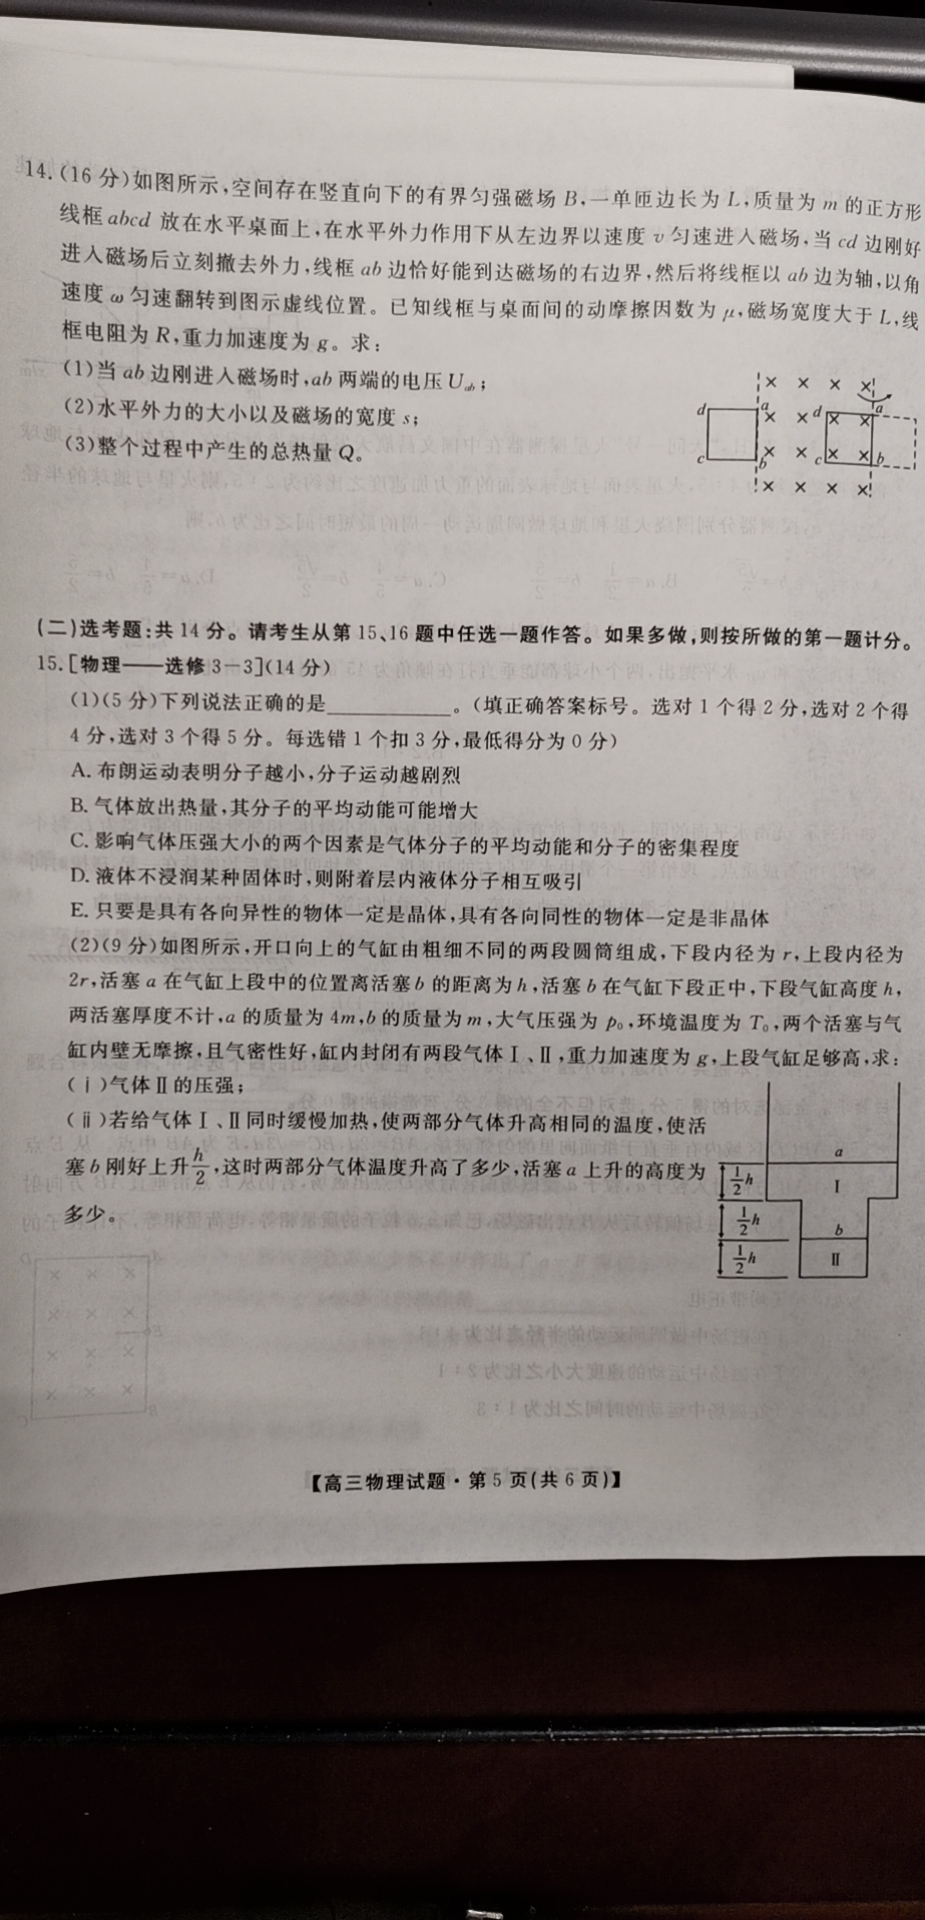 14.(16分)如图所示,空间存在竖直向下的有界匀强磁场B,一单匝边长为L,质量为m的正方形
线框abcd放在水平桌面上,在水平外力作用下从左边界以速度v匀速进入磁场,当cd边刚好
进入磁场后立刻撤去外力,线框ab边恰好能到达磁场的右边界,然后将线框以ab边为轴,以角
速度ω匀速翻转到图示虚线位置。已知线框与桌面间的动摩擦因数为μ,磁场宽度大于L,线
框电阻为R,重力加速度为g。求:
(1)当ab边刚进入磁场时,ab两端的电压U_{ab};
(2)水平外力的大小以及磁场的宽度s;
(3)整个过程中产生的总热量Q。
d a d a
c b c b
(二)选考题:共14分。请考生从第15、16题中任选一题作答。如果多做,则按所做的第一题计分。
15.[物理——选修3-3](14分)
(1)(5分)下列说法正确的是____________。(填正确答案标号。选对1个得2分,选对2个得
4分,选对3个得5分。每选错1个扣3分,最低得分为0分)
A.布朗运动表明分子越小,分子运动越剧烈
B.气体放出热量,其分子的平均动能可能增大
C.影响气体压强大小的两个因素是气体分子的平均动能和分子的密集程度
D.液体不浸润某种固体时,则附着层内液体分子相互吸引
E.只要是具有各向异性的物体一定是晶体,具有各向同性的物体一定是非晶体
(2)(9分)如图所示,开口向上的气缸由粗细不同的两段圆筒组成,下段内径为r,上段内径为
2r,活塞a在气缸上段中的位置离活塞b的距离为h,活塞b在气缸下段正中,下段气缸高度h,
两活塞厚度不计,a的质量为4m,b的质量为m,大气压强为p₀,环境温度为T₀,两个活塞与气
缸内壁无摩擦,且气密性好,缸内封闭有两段气体Ⅰ、Ⅱ,重力加速度为g,上段气缸足够高,求:
(ⅰ)气体Ⅱ的压强;
(ⅱ)若给气体Ⅰ、Ⅱ同时缓慢加热,使两部分气体升高相同的温度,使活
塞b刚好上升h/2,这时两部分气体温度升高了多少,活塞a上升的高度为
多少。
a
1/2h Ⅰ
1/2h b
1/2h Ⅱ
【高三物理试题·第5页(共6页)】